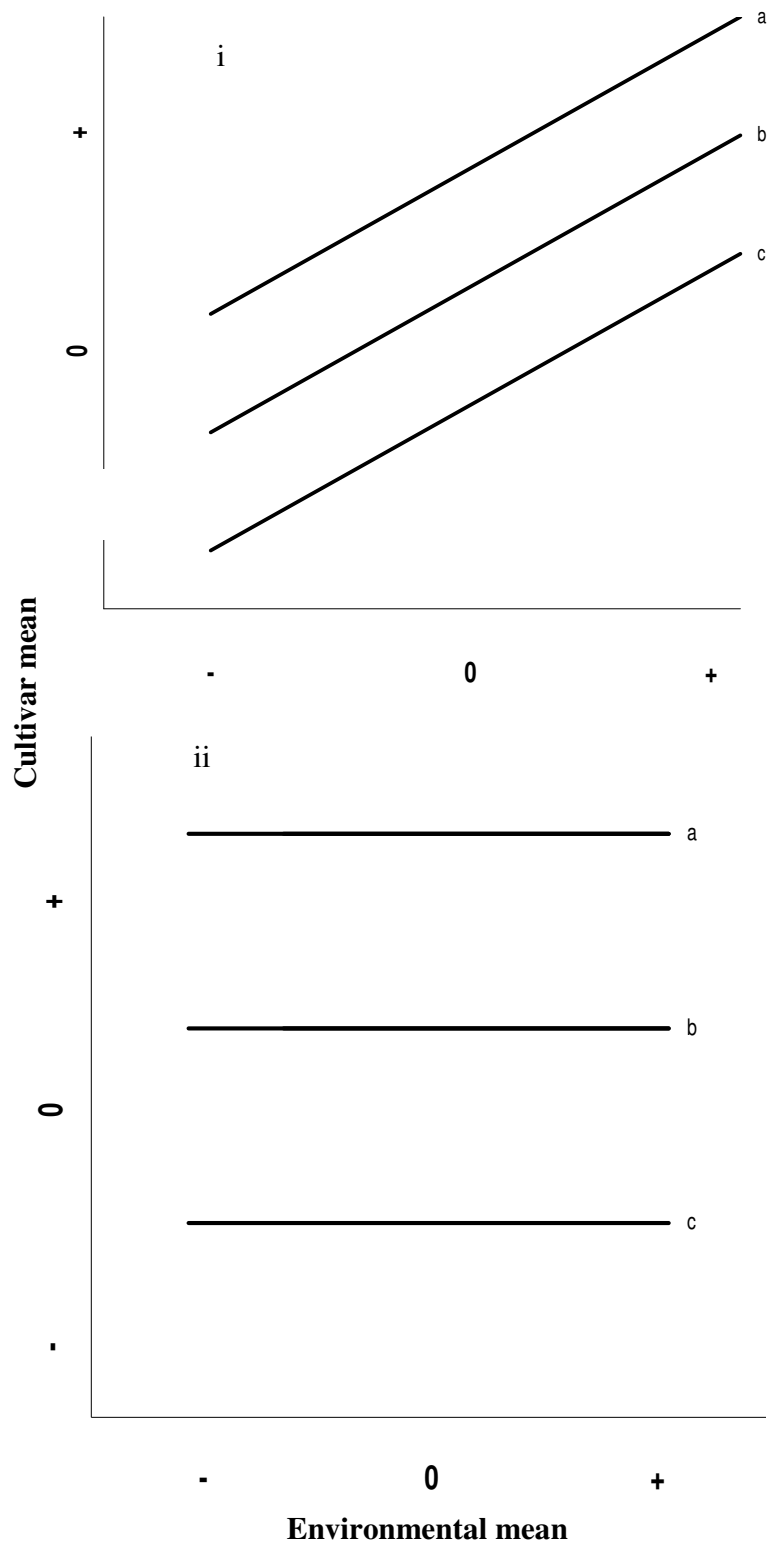 i
a
b
c
+
0
- 0 +
Cultivar mean
ii
a
b
c
+
0
-
- 0 +
Environmental mean